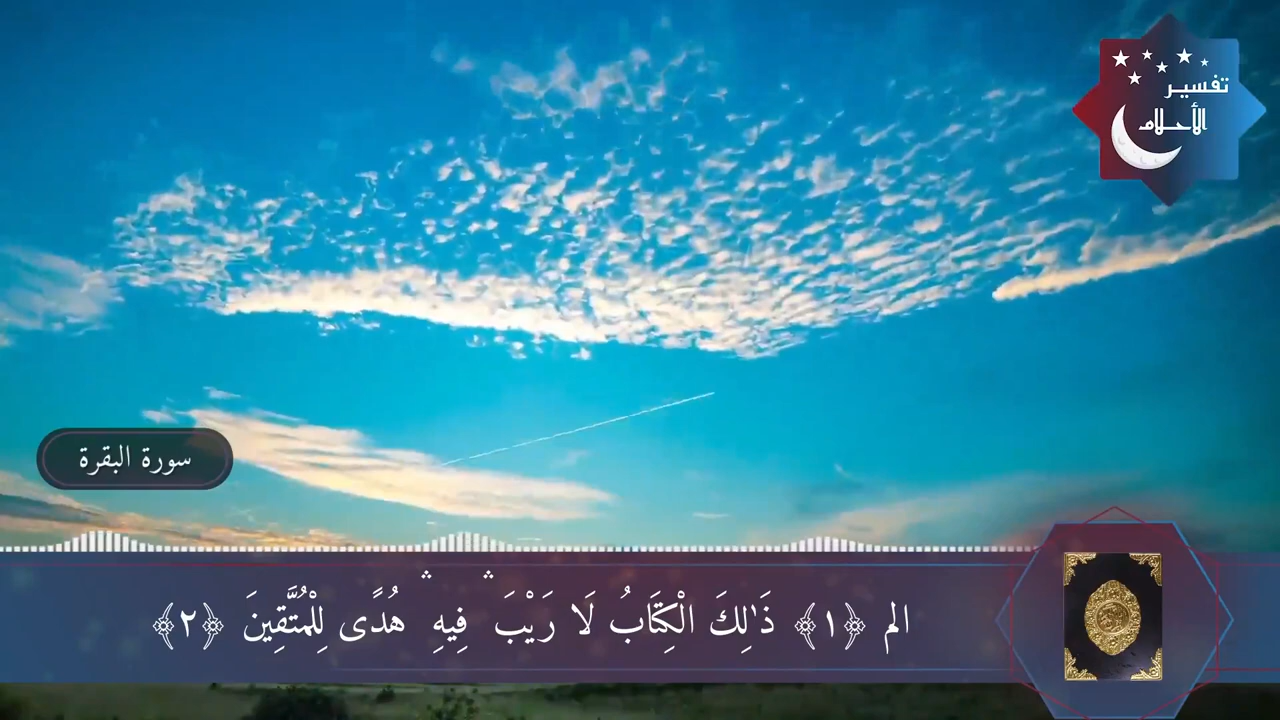 تفسير
الأحلام
سورة البقرة
الم ﴿١﴾ ذَٰلِكَ الْكِتَابُ لَا رَيْبَ ۛ فِيهِ ۛ هُدًى لِلْمُتَّقِينَ ﴿٢﴾